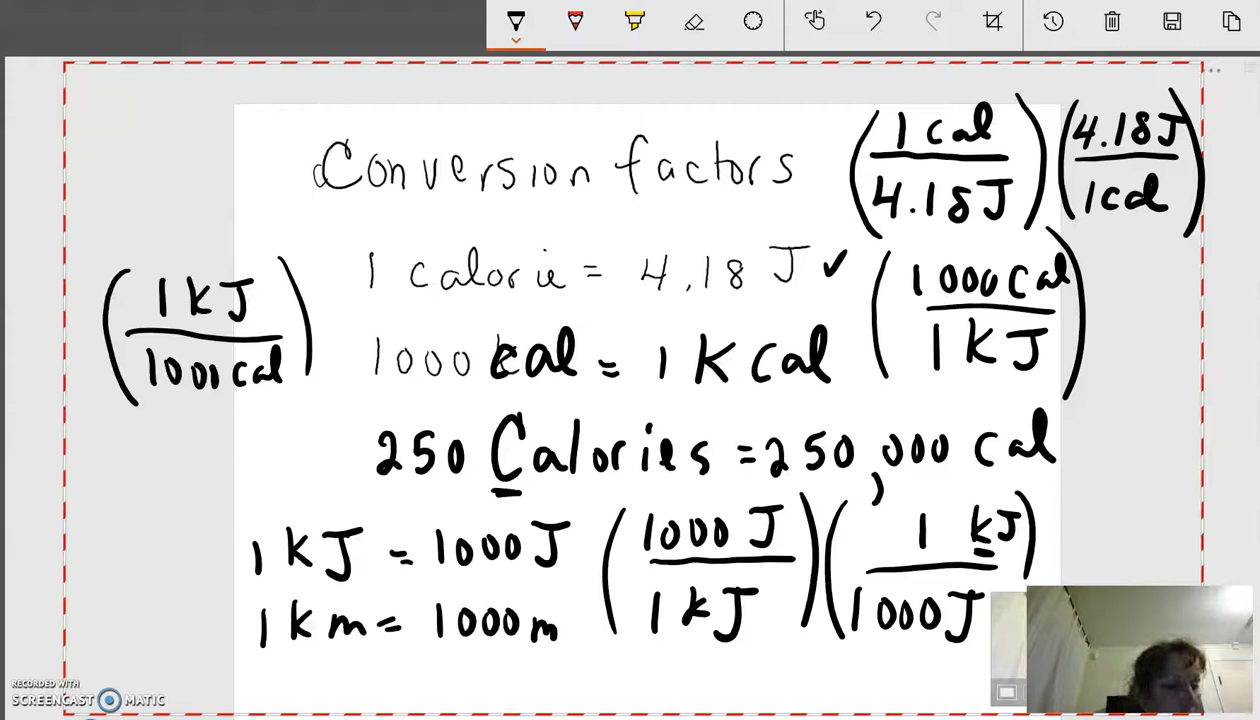 Conversion factors
(1 cal / 4.18 J) (4.18 J / 1 cal)
1 calorie = 4.18 J ✓
(1 kJ / 1000 cal)
(1000 cal / 1 kJ)
1000 cal = 1 K cal
250 Calories = 250,000 cal
1 kJ = 1000 J
(1000 J / 1 kJ) (1 kJ / 1000 J)
1 km = 1000 m
RECORDED WITH
SCREENCAST MATIC